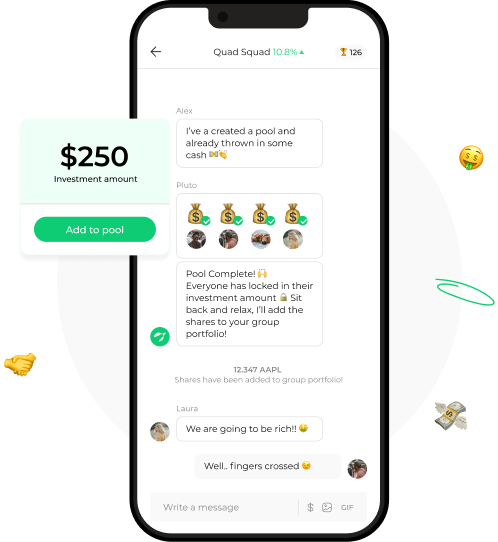 Quad Squad 10.8% 126
Alex
I've a created a pool and
already thrown in some
cash
$250
Investment amount
Add to pool
Pluto
Pool Complete!
Everyone has locked in their
investment amount Sit
back and relax, I'll add the
shares to your group
portfolio!
12.347 AAPL
Shares have been added to group portfolio!
Laura
We are going to be rich!!
Well.. fingers crossed
Write a message $ GIF